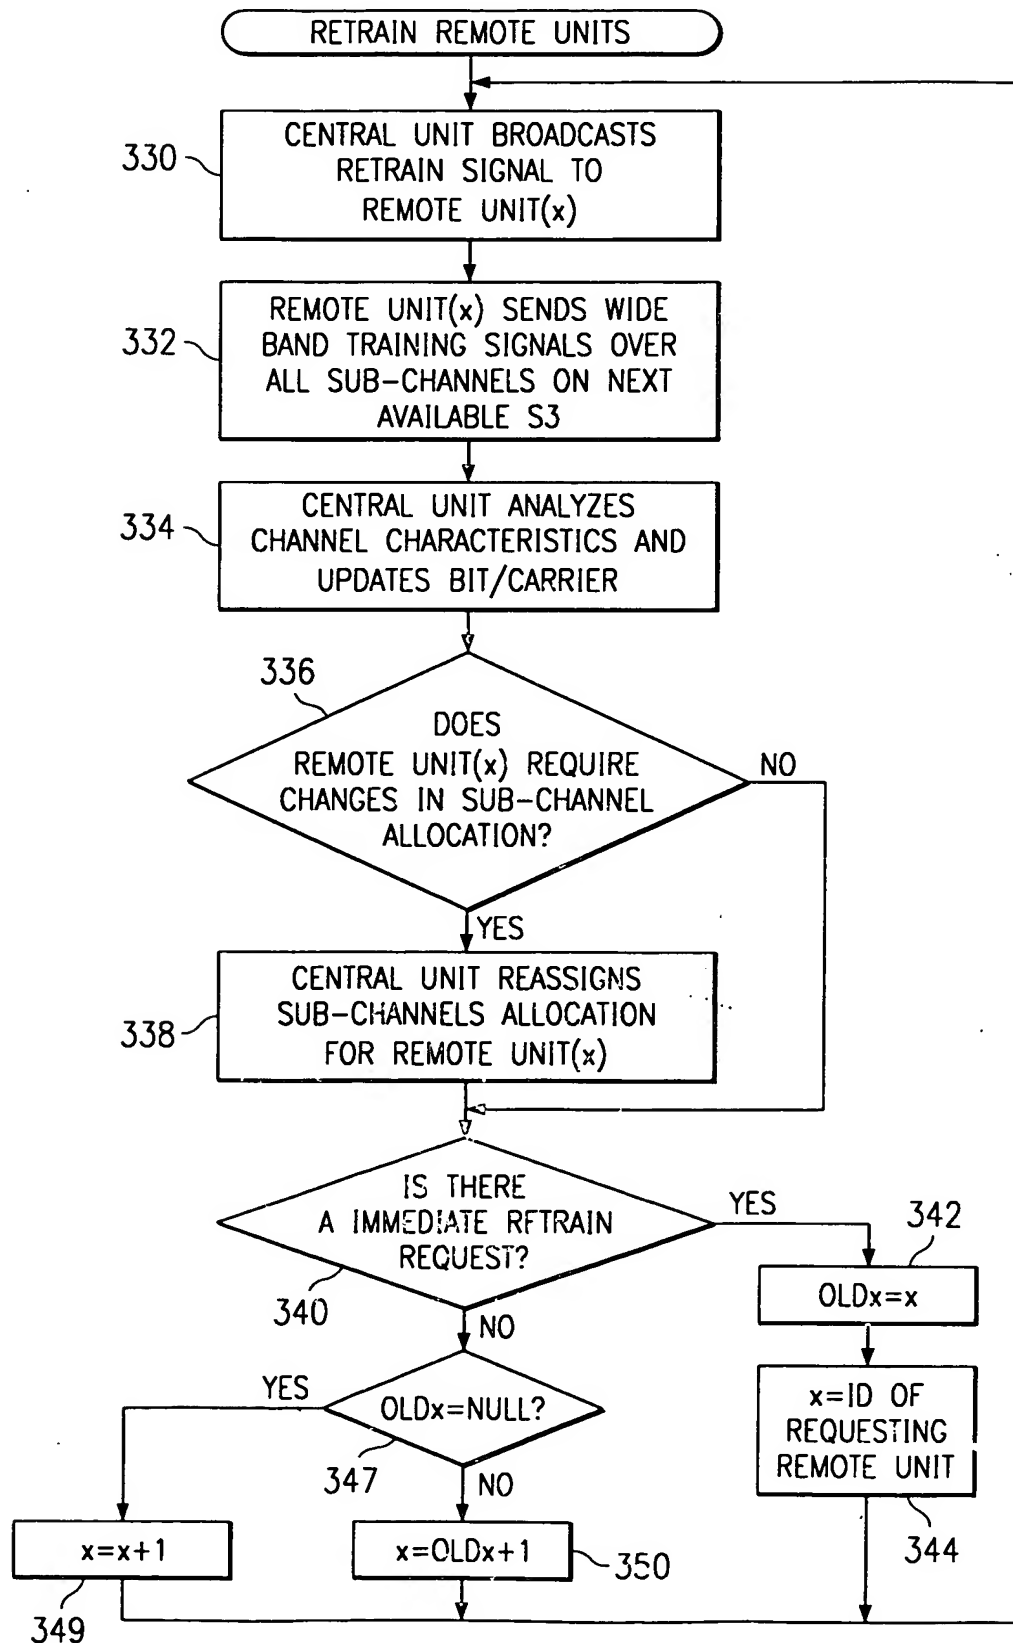 RETRAIN REMOTE UNITS
330
CENTRAL UNIT BROADCASTS
RETRAIN SIGNAL TO
REMOTE UNIT(x)
332
REMOTE UNIT(x) SENDS WIDE
BAND TRAINING SIGNALS OVER
ALL SUB-CHANNELS ON NEXT
AVAILABLE S3
334
CENTRAL UNIT ANALYZES
CHANNEL CHARACTERISTICS AND
UPDATES BIT/CARRIER
336
DOES
REMOTE UNIT(x) REQUIRE
CHANGES IN SUB-CHANNEL
ALLOCATION?
NO
YES
338
CENTRAL UNIT REASSIGNS
SUB-CHANNELS ALLOCATION
FOR REMOTE UNIT(x)
IS THERE
A IMMEDIATE RETRAIN
REQUEST?
340
YES
342
OLDx=x
NO
x=ID OF
REQUESTING
REMOTE UNIT
344
OLDx=NULL?
347
YES
NO
x=x+1
349
x=OLDx+1
350